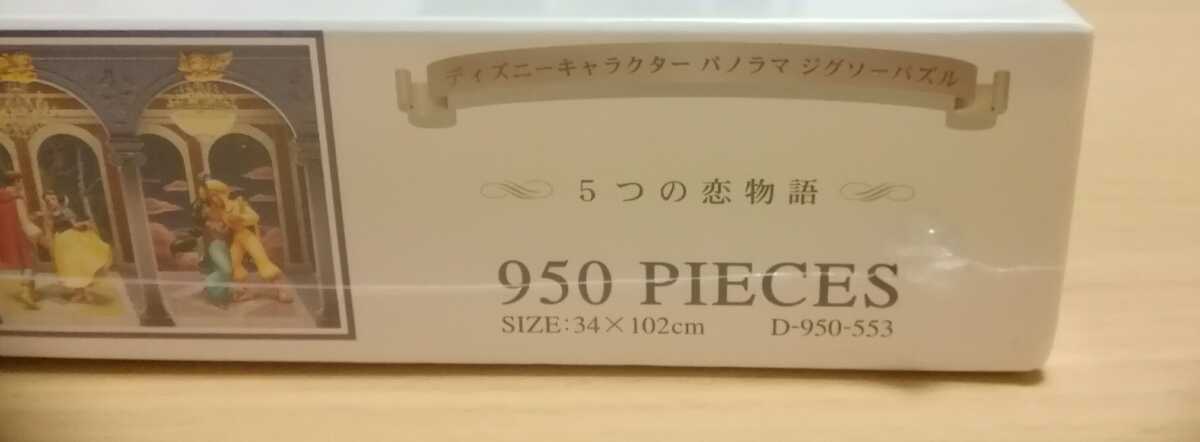 ディズニーキャラクター パノラマ ジグソーパズル
5つの恋物語
950 PIECES
SIZE:34×102cm D-950-553